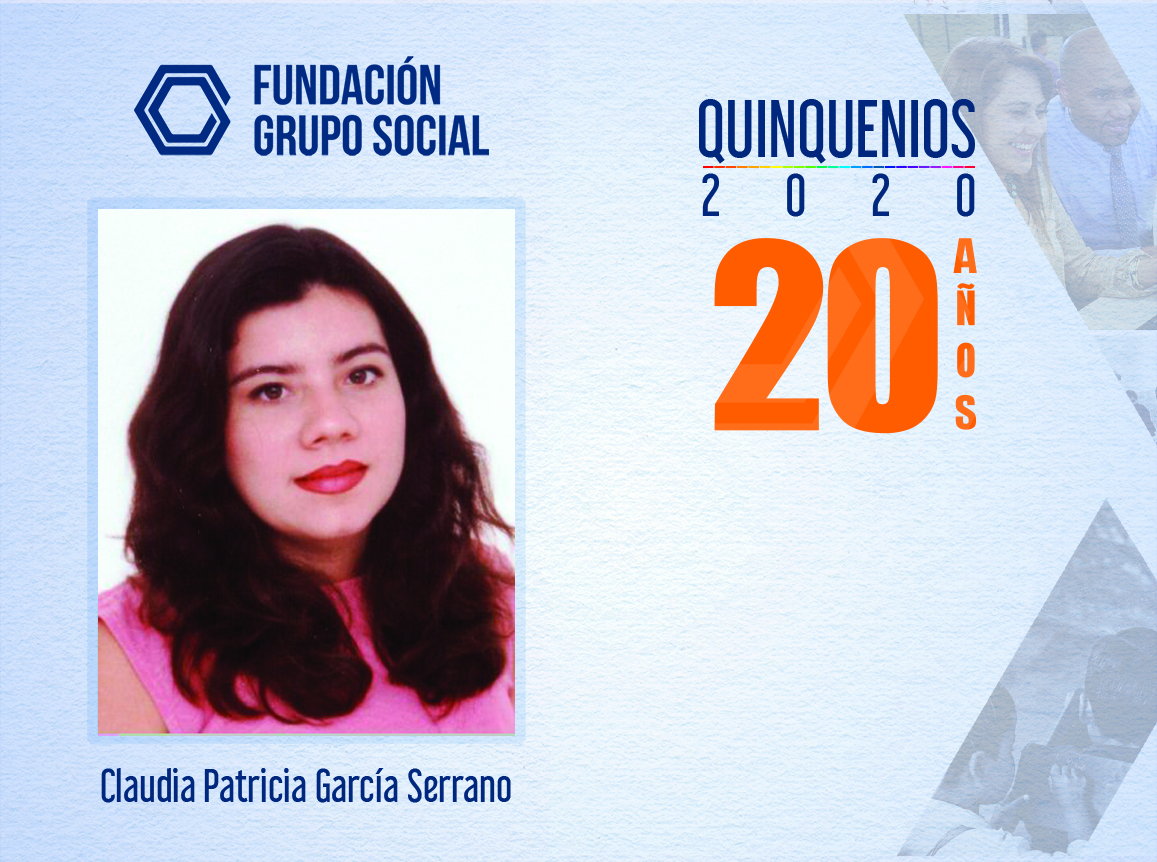 FUNDACIÓN
GRUPO SOCIAL
QUINQUENIOS
2020
20
AÑOS
Claudia Patricia García Serrano